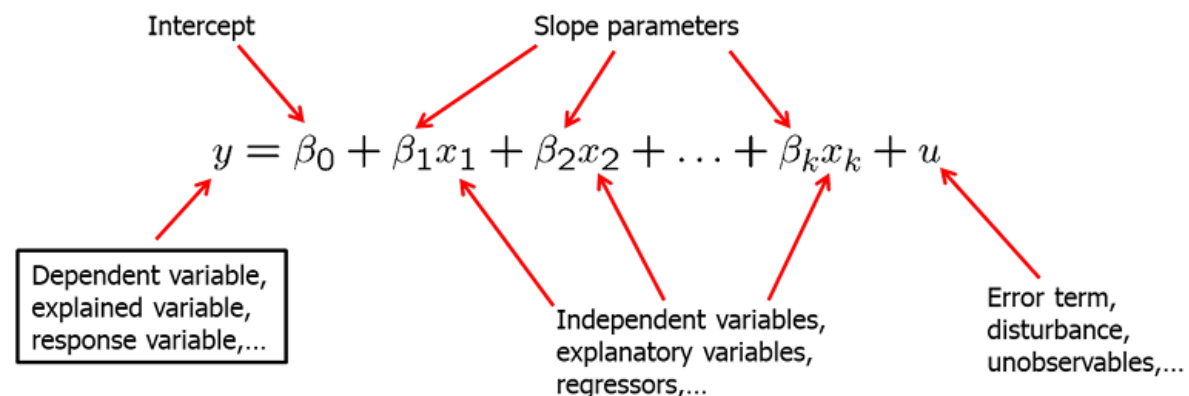 Intercept
Slope parameters
y = β₀ + β₁x₁ + β₂x₂ + . . . + βₖxₖ + u
Dependent variable,
explained variable,
response variable,...
Independent variables,
explanatory variables,
regressors,...
Error term,
disturbance,
unobservables,...